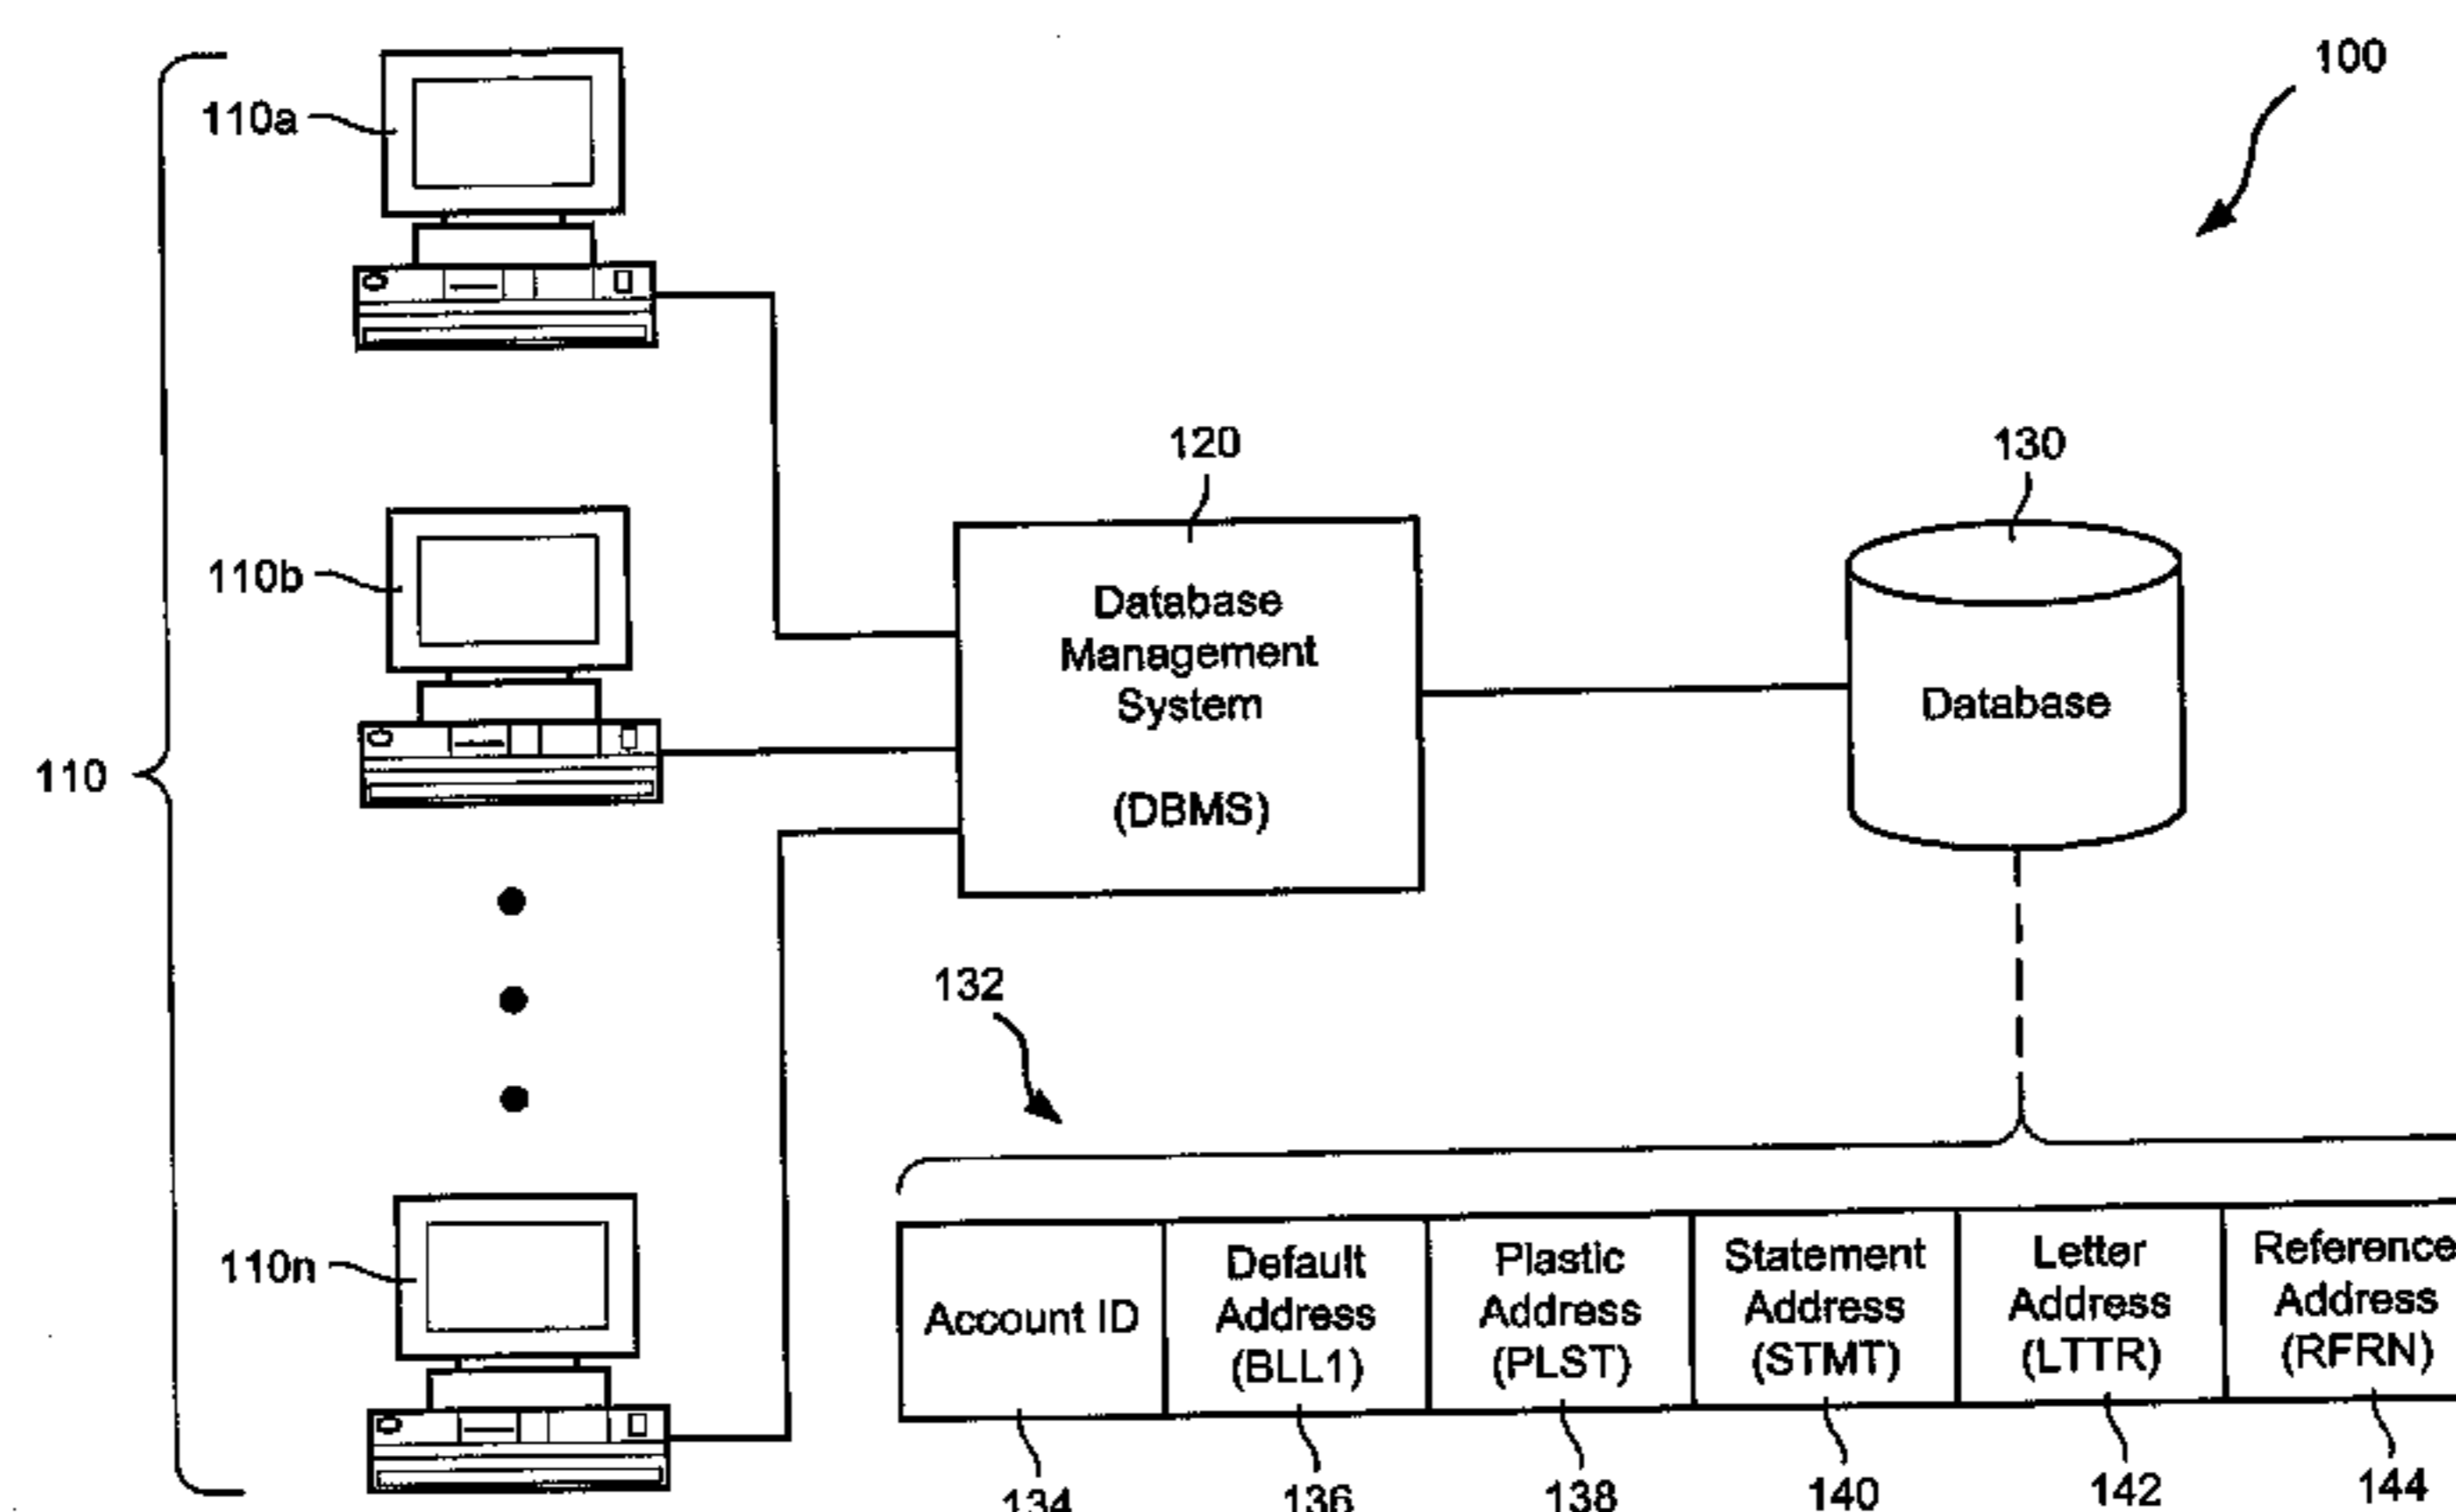 100
110a
120
130
110b
Database
Management
System
(DBMS)
Database
110
132
110n
Account ID
Default
Address
(BLL1)
Plastic
Address
(PLST)
Statement
Address
(STMT)
Letter
Address
(LTTR)
Reference
Address
(RFRN)
134
136
138
140
142
144